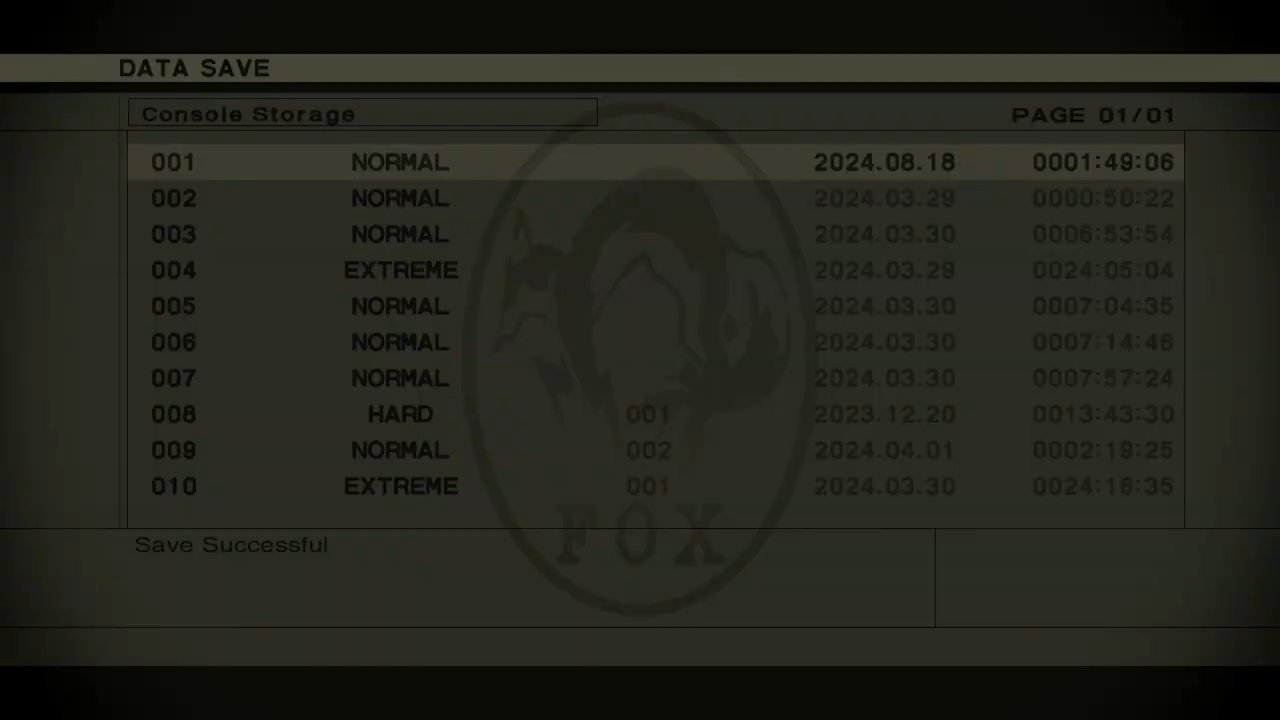 DATA SAVE
Console Storage PAGE 01/01
001 NORMAL 2024.08.18 0001:49:06
002 NORMAL 2024.03.29 0000:50:22
003 NORMAL 2024.03.30 0006:53:54
004 EXTREME 2024.03.29 0024:05:04
005 NORMAL 2024.03.30 0007:04:35
006 NORMAL 2024.03.30 0007:14:46
007 NORMAL 2024.03.30 0007:57:24
008 HARD 001 2023.12.20 0013:43:30
009 NORMAL 002 2024.04.01 0002:19:25
010 EXTREME 001 2024.03.30 0024:16:35
FOX
Save Successful